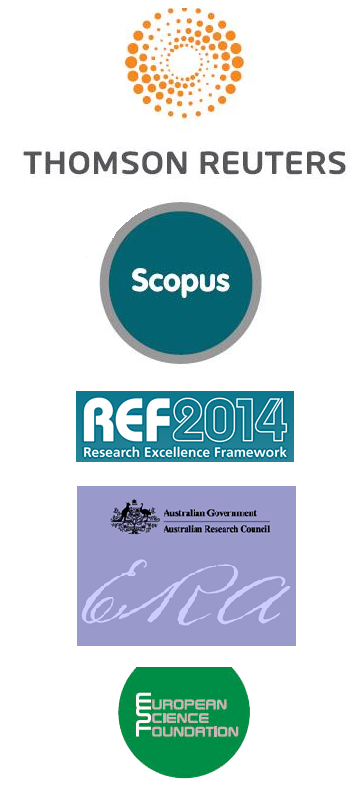 THOMSON REUTERS
Scopus
REF2014
Research Excellence Framework
Australian Government
Australian Research Council
ERA
EUROPEAN
SCIENCE
FOUNDATION